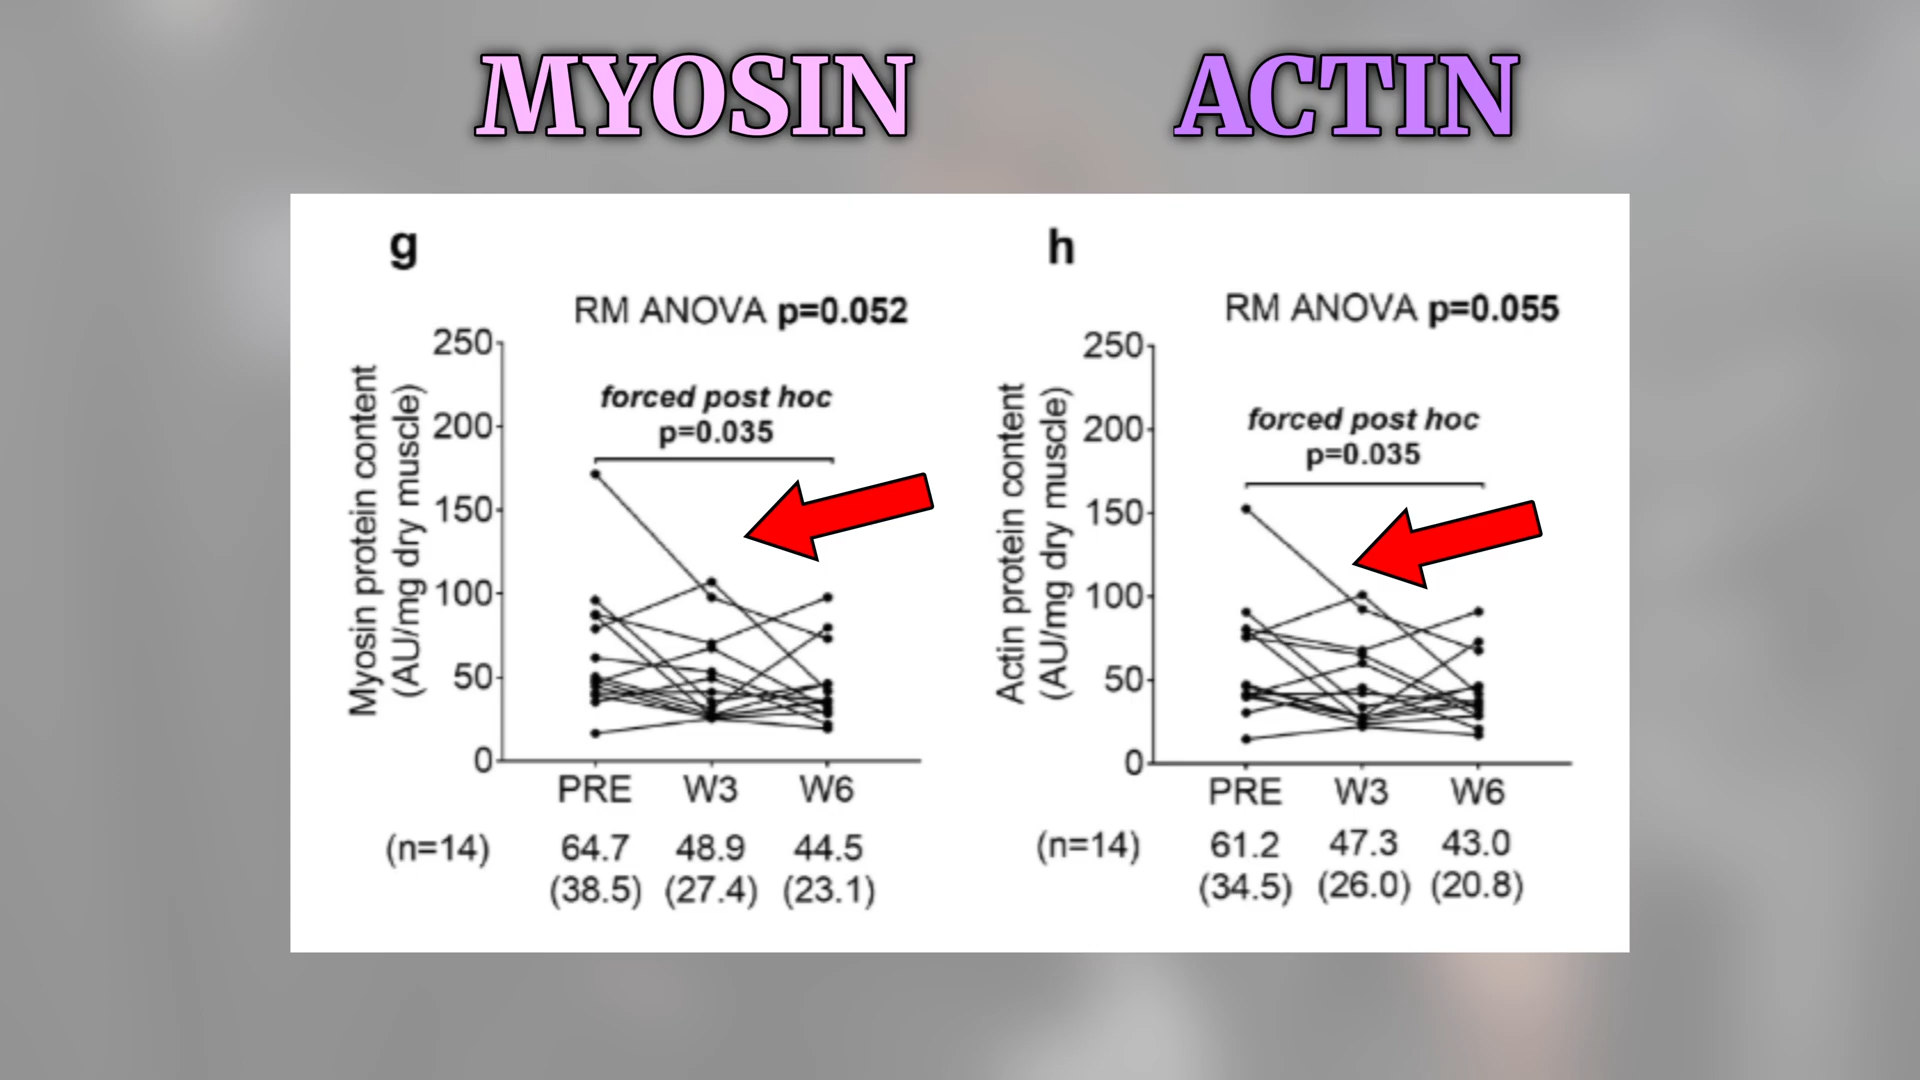 MYOSIN
ACTIN
g
RM ANOVA p=0.052
forced post hoc
p=0.035
Myosin protein content
(AU/mg dry muscle)
250
200
150
100
50
0
PRE W3 W6
(n=14) 64.7 48.9 44.5
(38.5) (27.4) (23.1)
h
RM ANOVA p=0.055
forced post hoc
p=0.035
Actin protein content
(AU/mg dry muscle)
250
200
150
100
50
0
PRE W3 W6
(n=14) 61.2 47.3 43.0
(34.5) (26.0) (20.8)